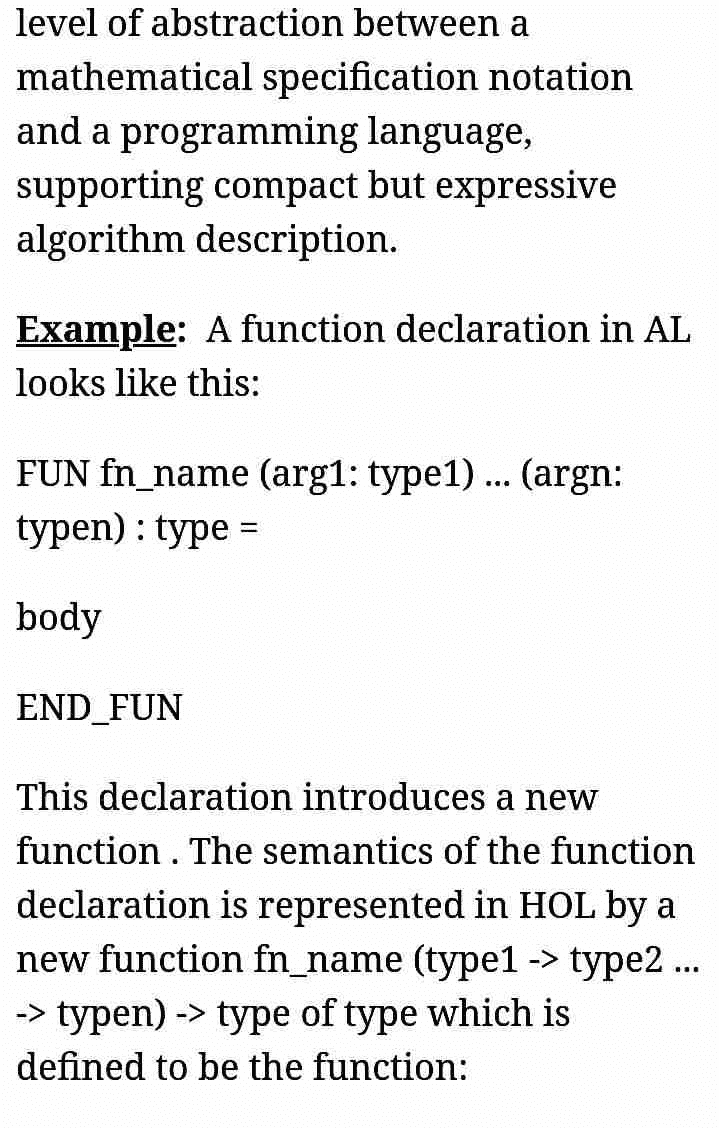 level of abstraction between a
mathematical specification notation
and a programming language,
supporting compact but expressive
algorithm description.
Example:  A function declaration in AL
looks like this:
FUN fn_name (arg1: type1) ... (argn:
typen) : type =
body
END_FUN
This declaration introduces a new
function . The semantics of the function
declaration is represented in HOL by a
new function fn_name (type1 -> type2 ...
-> typen) -> type of type which is
defined to be the function: